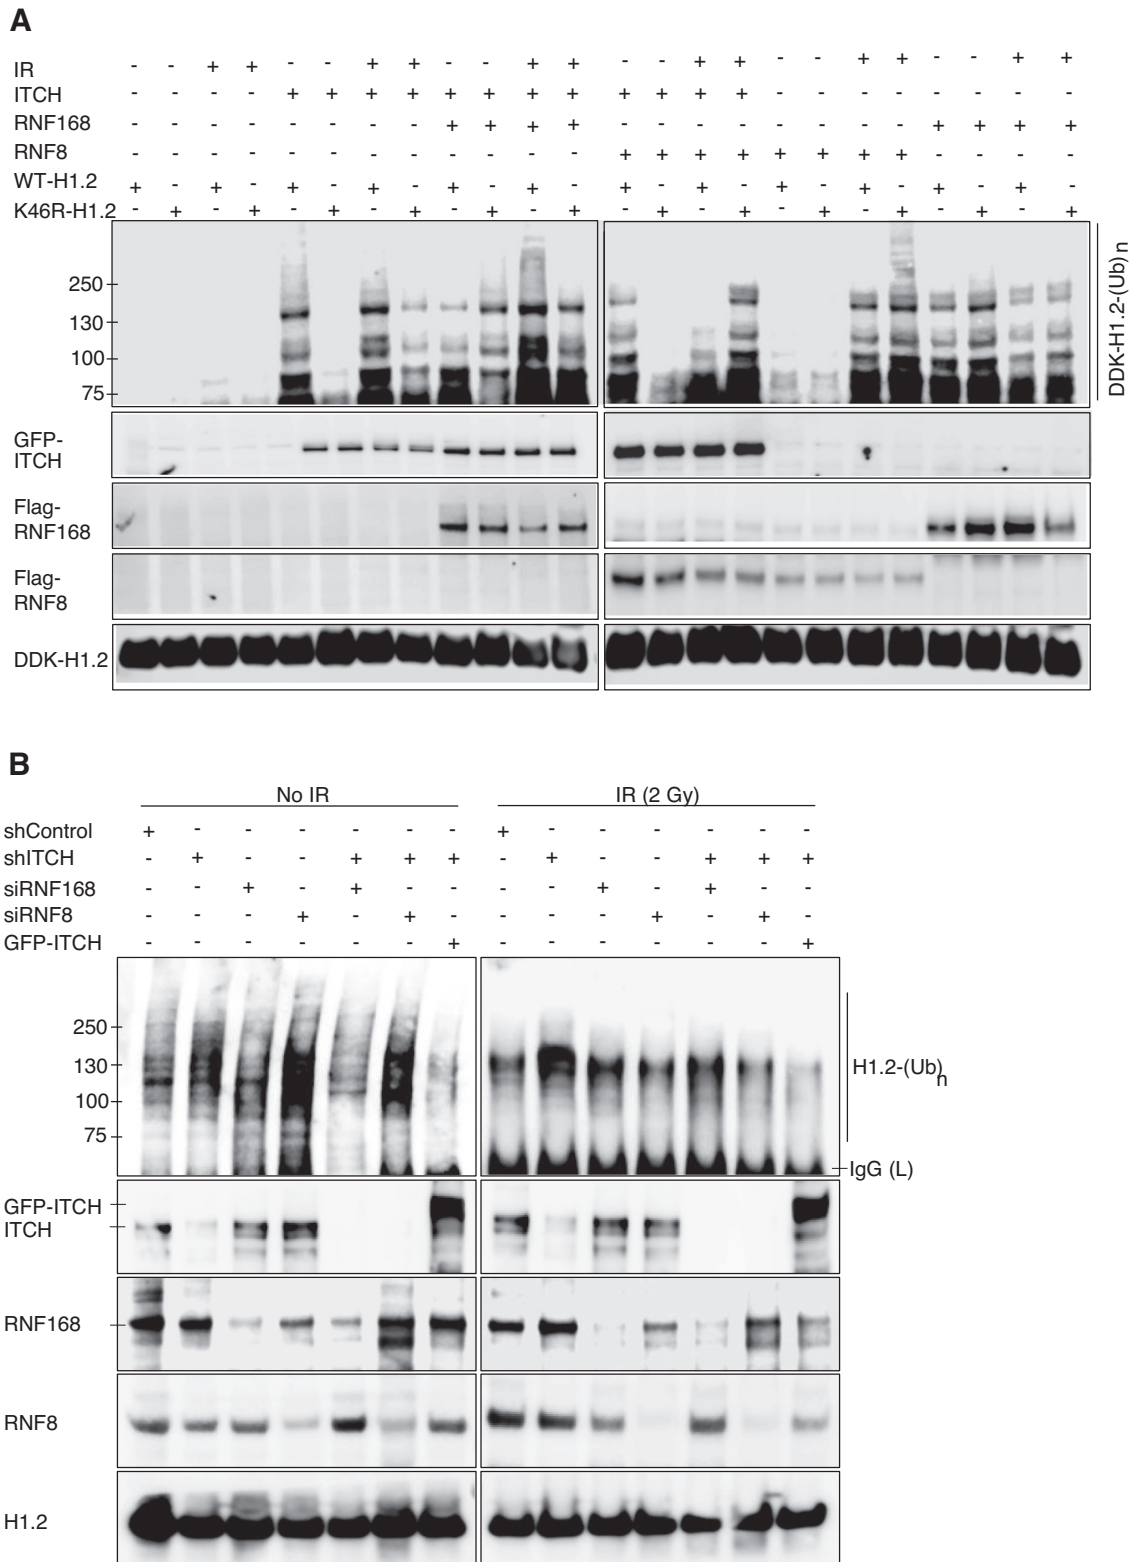 A
IR - - + + - - + + - - + + - - + + - - + + - - + +
ITCH - - - - + + + + + + + + + + + + - - - - - - - -
RNF168 - - - - - - - - + + + + - - - - - - - - + + + +
RNF8 - - - - - - - - - - - - + + + + + + + + - - - -
WT-H1.2 + - + - + - + - + - + - + - + - + - + - + - + -
K46R-H1.2 - + - + - + - + - + - + - + - + - + - + - + - +
250
130
100
75
DDK-H1.2-(Ub)n
GFP-
ITCH
Flag-
RNF168
Flag-
RNF8
DDK-H1.2
B
No IR IR (2 Gy)
shControl + - - - - - - + - - - - - -
shITCH - + - - + + + - + - - + + +
siRNF168 - - + - + - - - - + - + - -
siRNF8 - - - + - + - - - - + - + -
GFP-ITCH - - - - - - + - - - - - - +
250
130
100
75
H1.2-(Ub)n
IgG (L)
GFP-ITCH
ITCH
RNF168
RNF8
H1.2